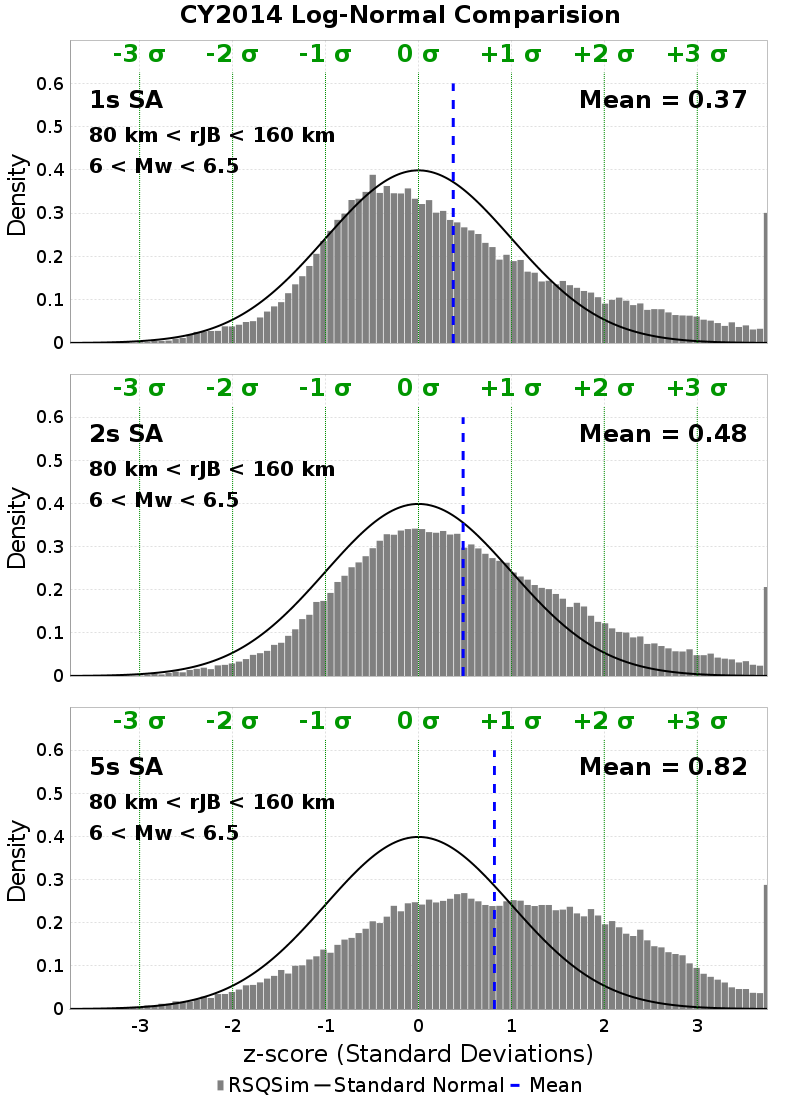 CY2014 Log-Normal Comparision
-3 σ -2 σ -1 σ 0 σ +1 σ +2 σ +3 σ
1s SA Mean = 0.37
80 km < rJB < 160 km
6 < Mw < 6.5
0.6
0.5
0.4
0.3
0.2
0.1
0
Density
-3 σ -2 σ -1 σ 0 σ +1 σ +2 σ +3 σ
2s SA Mean = 0.48
80 km < rJB < 160 km
6 < Mw < 6.5
0.6
0.5
0.4
0.3
0.2
0.1
0
Density
-3 σ -2 σ -1 σ 0 σ +1 σ +2 σ +3 σ
5s SA Mean = 0.82
80 km < rJB < 160 km
6 < Mw < 6.5
0.6
0.5
0.4
0.3
0.2
0.1
0
Density
-3 -2 -1 0 1 2 3
z-score (Standard Deviations)
RSQSim Standard Normal Mean